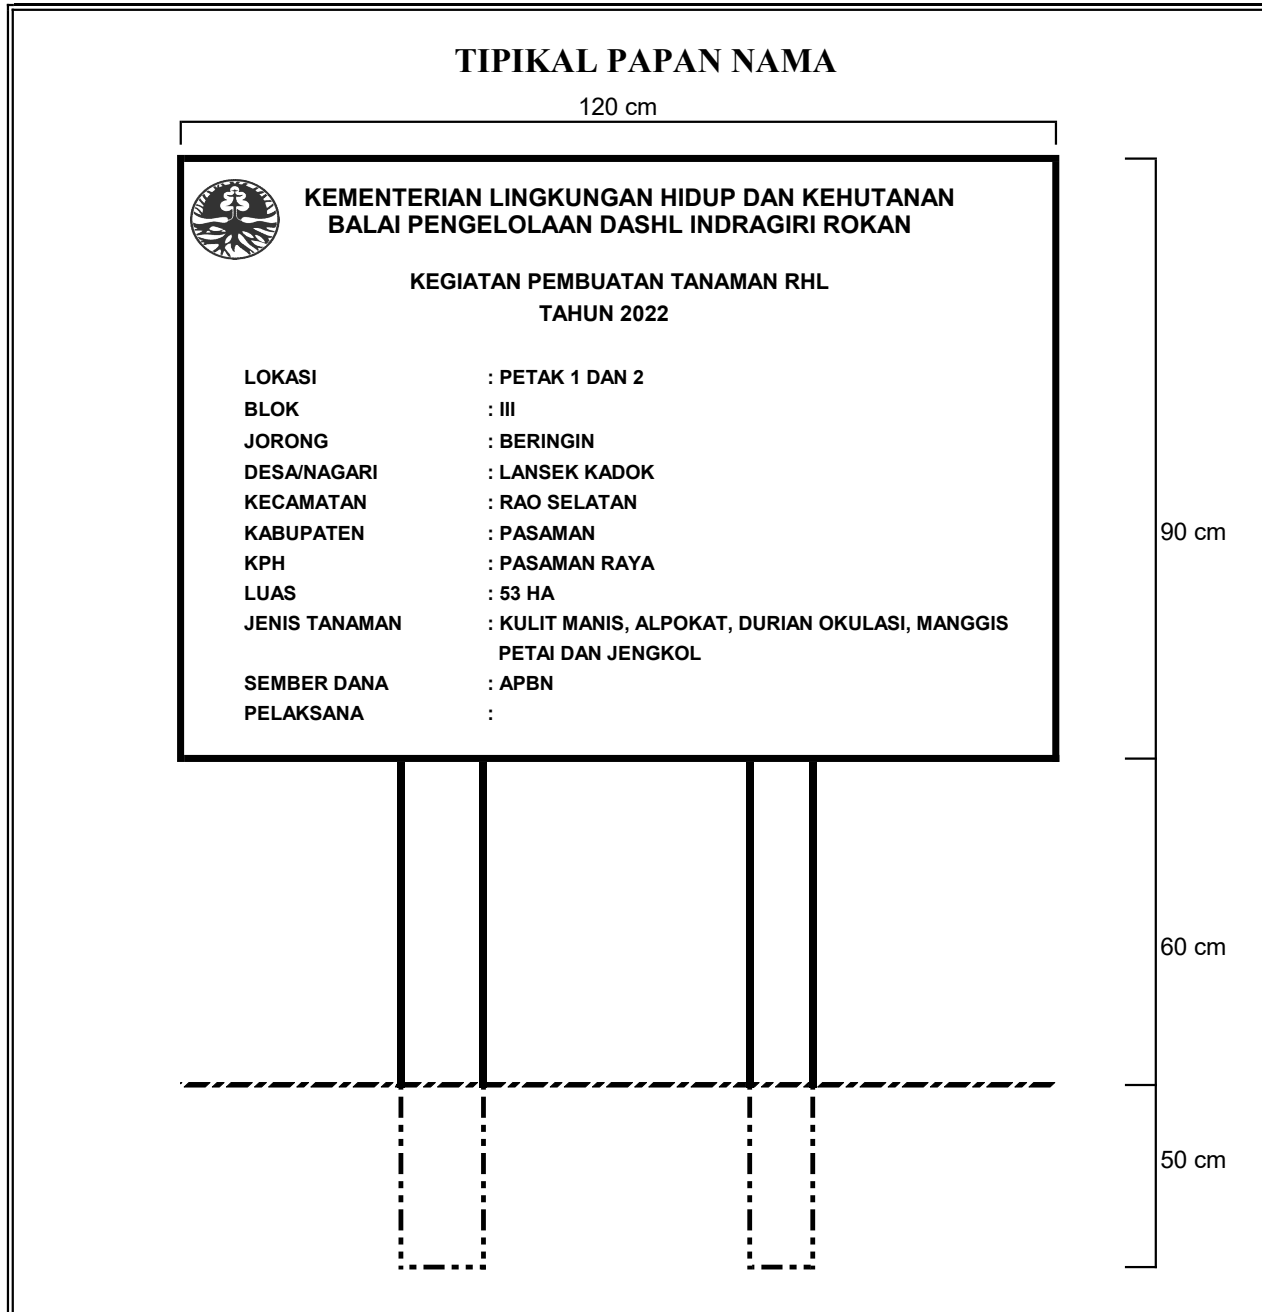 TIPIKAL PAPAN NAMA
120 cm
KEMENTERIAN LINGKUNGAN HIDUP DAN KEHUTANAN
BALAI PENGELOLAAN DASHL INDRAGIRI ROKAN
KEGIATAN PEMBUATAN TANAMAN RHL
TAHUN 2022
LOKASI : PETAK 1 DAN 2
BLOK : III
JORONG : BERINGIN
DESA/NAGARI : LANSEK KADOK
KECAMATAN : RAO SELATAN
KABUPATEN : PASAMAN
KPH : PASAMAN RAYA
LUAS : 53 HA
JENIS TANAMAN : KULIT MANIS, ALPOKAT, DURIAN OKULASI, MANGGIS
PETAI DAN JENGKOL
SEMBER DANA : APBN
PELAKSANA :
90 cm
60 cm
50 cm